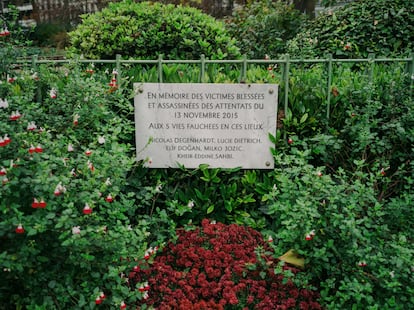 EN MÉMOIRE DES VICTIMES BLESSÉES
ET ASSASSINÉES DES ATTENTATS DU
13 NOVEMBRE 2015
AUX 5 VIES FAUCHÉES EN CES LIEUX
NICOLAS DEGENHARDT, LUCIE DIETRICH,
ELIF DOĞAN, MILKO JOZIC,
KHEIR-EDDINE SAHBI.